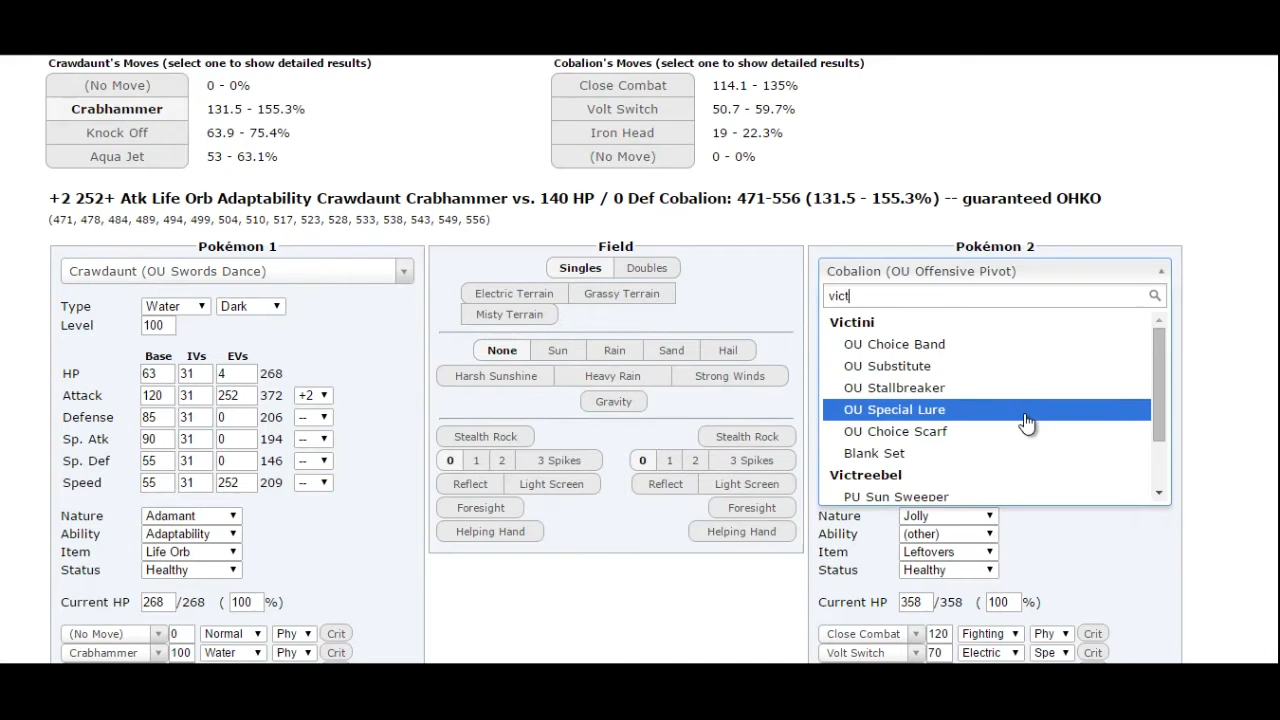 Crawdaunt's Moves (select one to show detailed results)
(No Move) 0 - 0%
Crabhammer 131.5 - 155.3%
Knock Off 63.9 - 75.4%
Aqua Jet 53 - 63.1%
Cobalion's Moves (select one to show detailed results)
Close Combat 114.1 - 135%
Volt Switch 50.7 - 59.7%
Iron Head 19 - 22.3%
(No Move) 0 - 0%
+2 252+ Atk Life Orb Adaptability Crawdaunt Crabhammer vs. 140 HP / 0 Def Cobalion: 471-556 (131.5 - 155.3%) -- guaranteed OHKO
(471, 478, 484, 489, 494, 499, 504, 510, 517, 523, 528, 533, 538, 543, 549, 556)
Pokémon 1
Crawdaunt (OU Swords Dance)
Type Water Dark
Level 100
Base IVs EVs
HP 63 31 4 268
Attack 120 31 252 372 +2
Defense 85 31 0 206 --
Sp. Atk 90 31 0 194 --
Sp. Def 55 31 0 146 --
Speed 55 31 252 209 --
Nature Adamant
Ability Adaptability
Item Life Orb
Status Healthy
Current HP 268 /268 ( 100 %)
(No Move) 0 Normal Phy Crit
Crabhammer 100 Water Phy Crit
Field
Singles Doubles
Electric Terrain Grassy Terrain
Misty Terrain
None Sun Rain Sand Hail
Harsh Sunshine Heavy Rain Strong Winds
Gravity
Stealth Rock Stealth Rock
0 1 2 3 Spikes 0 1 2 3 Spikes
Reflect Light Screen Reflect Light Screen
Foresight Foresight
Helping Hand Helping Hand
Pokémon 2
Cobalion (OU Offensive Pivot)
vict
Victini
OU Choice Band
OU Substitute
OU Stallbreaker
OU Special Lure
OU Choice Scarf
Blank Set
Victreebel
PU Sun Sweeper
Nature Jolly
Ability (other)
Item Leftovers
Status Healthy
Current HP 358 /358 ( 100 %)
Close Combat 120 Fighting Phy Crit
Volt Switch 70 Electric Spe Crit